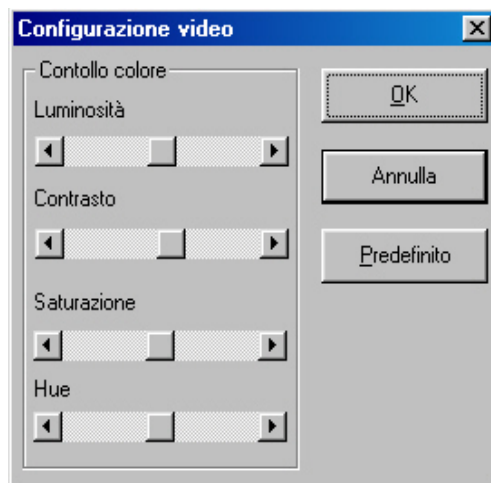 Configurazione video
Contollo colore
Luminosità
Contrasto
Saturazione
Hue
OK
Annulla
Predefinito